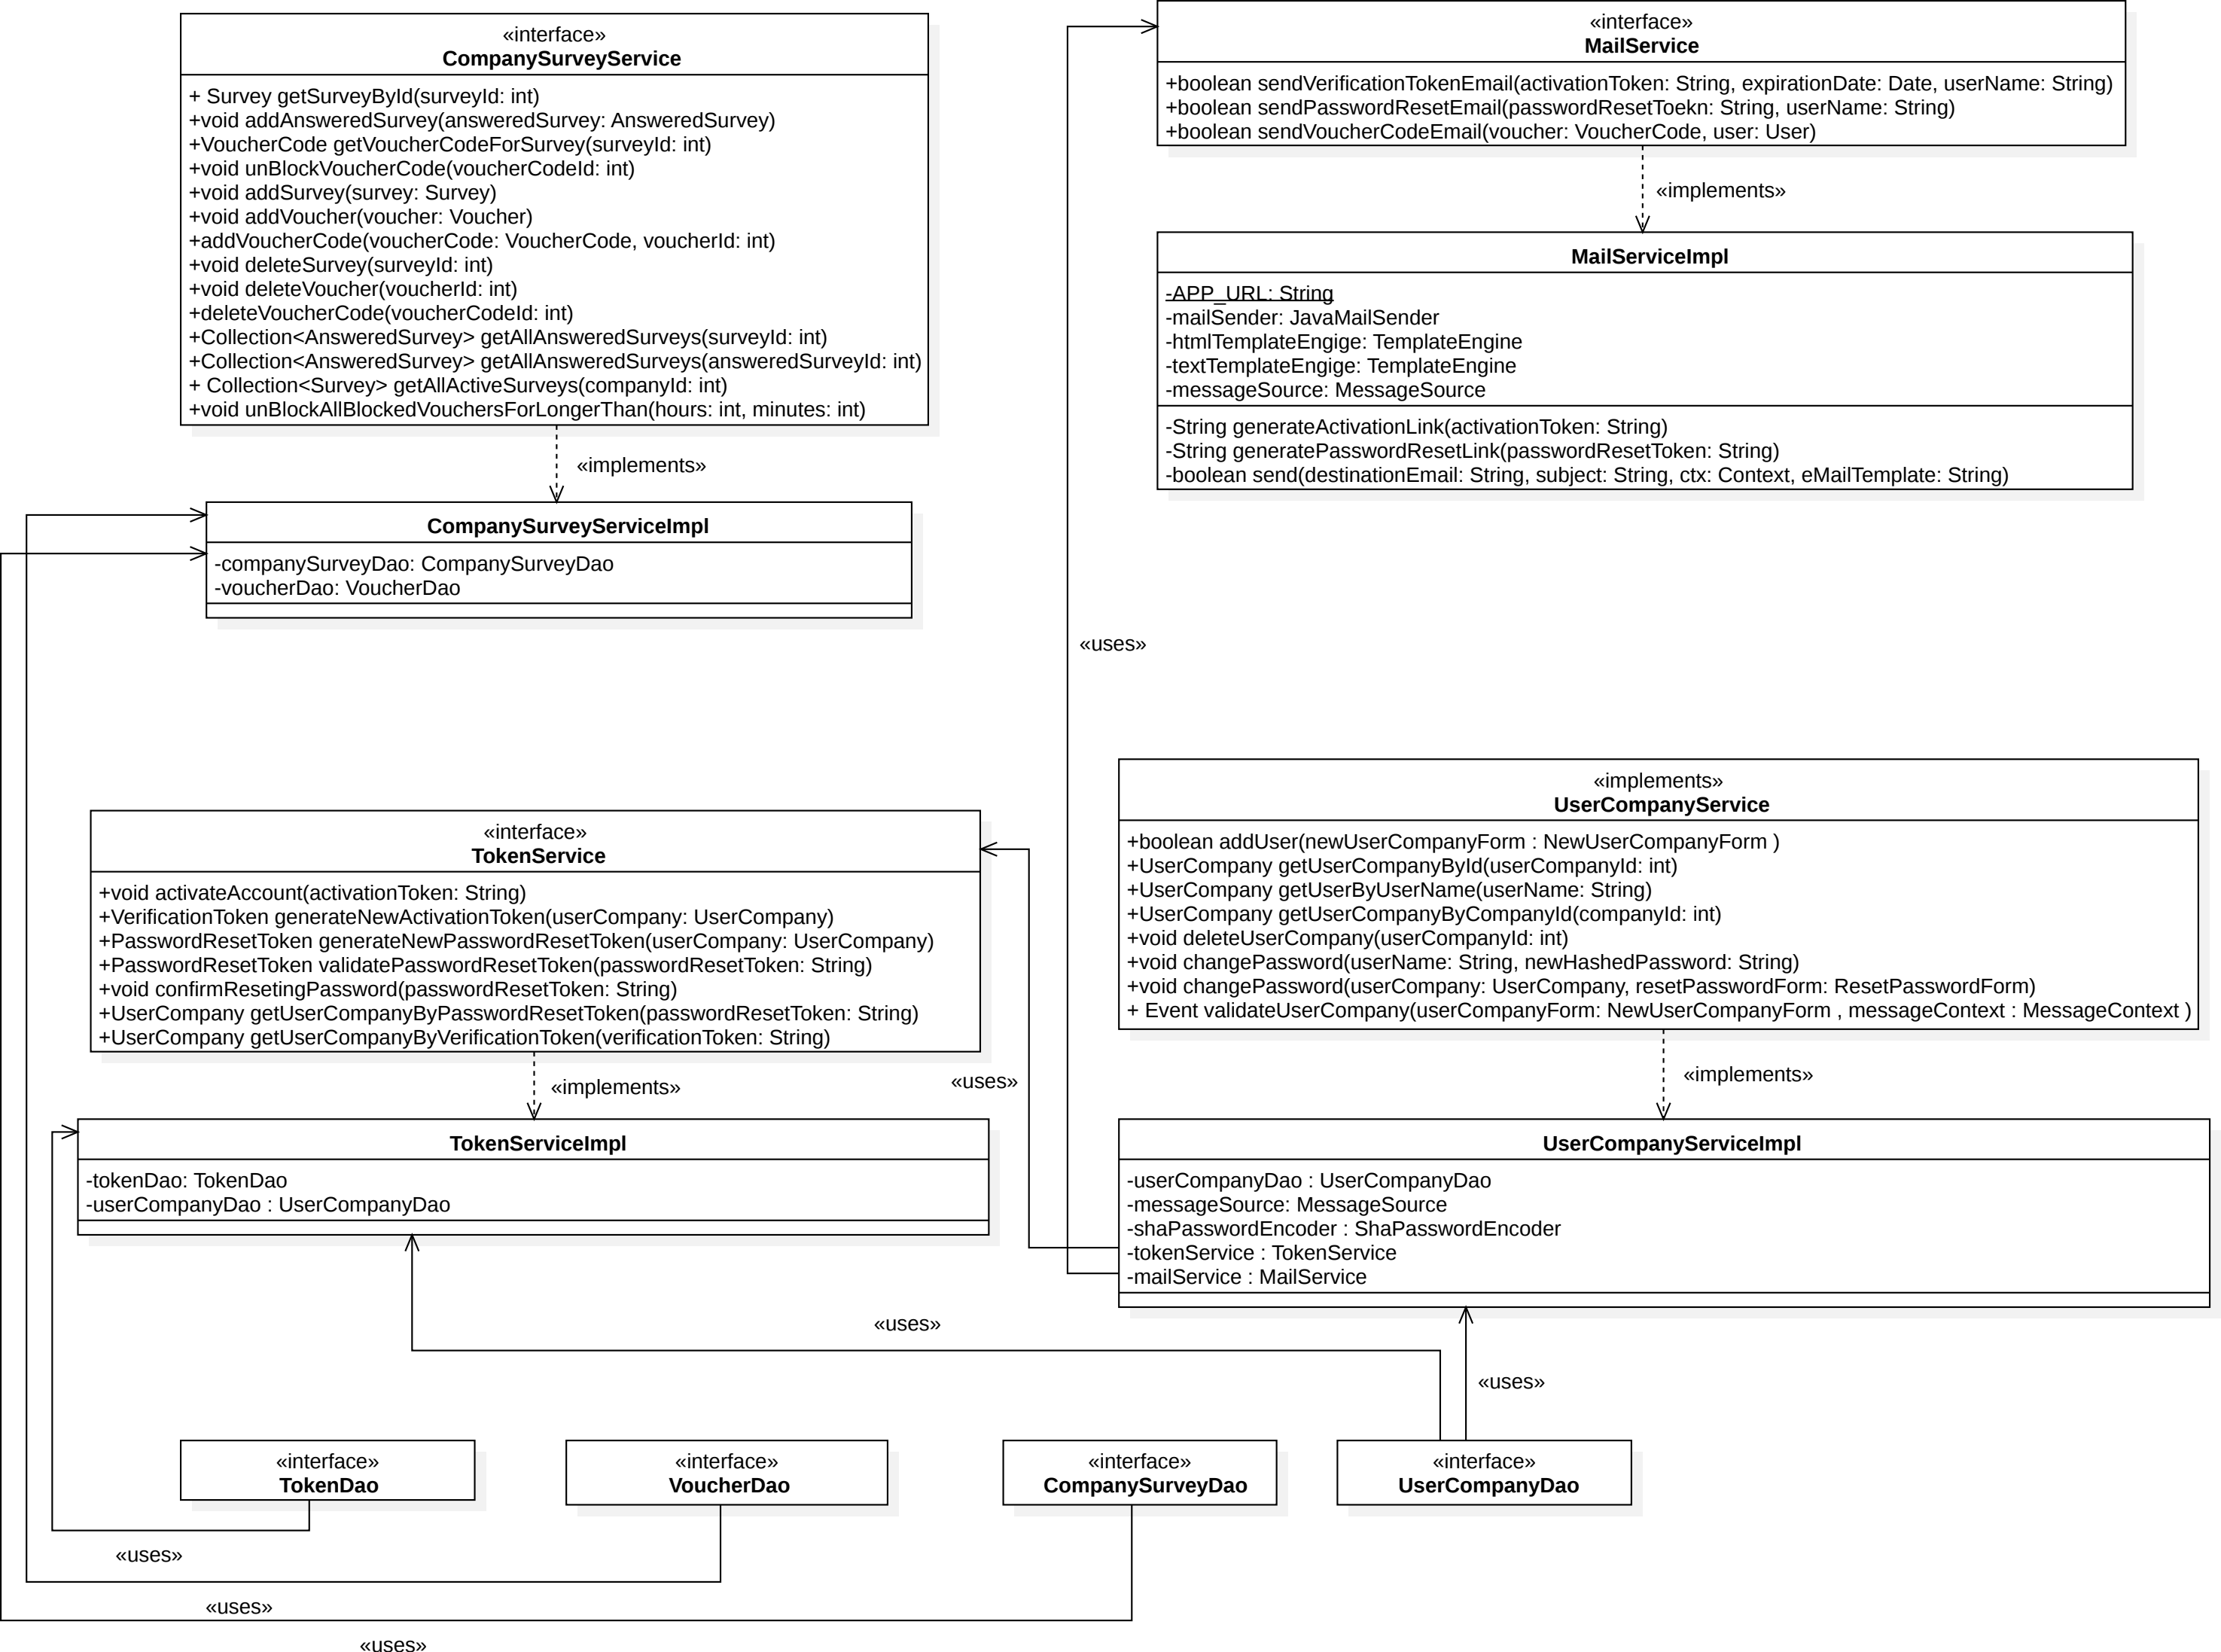 «interface»
CompanySurveyService
+ Survey getSurveyById(surveyId: int)
+void addAnsweredSurvey(answeredSurvey: AnsweredSurvey)
+VoucherCode getVoucherCodeForSurvey(surveyId: int)
+void unBlockVoucherCode(voucherCodeId: int)
+void addSurvey(survey: Survey)
+void addVoucher(voucher: Voucher)
+addVoucherCode(voucherCode: VoucherCode, voucherId: int)
+void deleteSurvey(surveyId: int)
+void deleteVoucher(voucherId: int)
+deleteVoucherCode(voucherCodeId: int)
+Collection<AnsweredSurvey> getAllAnsweredSurveys(surveyId: int)
+Collection<AnsweredSurvey> getAllAnsweredSurveys(answeredSurveyId: int)
+ Collection<Survey> getAllActiveSurveys(companyId: int)
+void unBlockAllBlockedVouchersForLongerThan(hours: int, minutes: int)
«implements»
CompanySurveyServiceImpl
-companySurveyDao: CompanySurveyDao
-voucherDao: VoucherDao
«interface»
MailService
+boolean sendVerificationTokenEmail(activationToken: String, expirationDate: Date, userName: String)
+boolean sendPasswordResetEmail(passwordResetToekn: String, userName: String)
+boolean sendVoucherCodeEmail(voucher: VoucherCode, user: User)
«implements»
MailServiceImpl
-APP_URL: String
-mailSender: JavaMailSender
-htmlTemplateEngige: TemplateEngine
-textTemplateEngige: TemplateEngine
-messageSource: MessageSource
-String generateActivationLink(activationToken: String)
-String generatePasswordResetLink(passwordResetToken: String)
-boolean send(destinationEmail: String, subject: String, ctx: Context, eMailTemplate: String)
«uses»
«interface»
TokenService
+void activateAccount(activationToken: String)
+VerificationToken generateNewActivationToken(userCompany: UserCompany)
+PasswordResetToken generateNewPasswordResetToken(userCompany: UserCompany)
+PasswordResetToken validatePasswordResetToken(passwordResetToken: String)
+void confirmResetingPassword(passwordResetToken: String)
+UserCompany getUserCompanyByPasswordResetToken(passwordResetToken: String)
+UserCompany getUserCompanyByVerificationToken(verificationToken: String)
«implements»
«uses»
TokenServiceImpl
-tokenDao: TokenDao
-userCompanyDao : UserCompanyDao
«implements»
UserCompanyService
+boolean addUser(newUserCompanyForm : NewUserCompanyForm )
+UserCompany getUserCompanyById(userCompanyId: int)
+UserCompany getUserByUserName(userName: String)
+UserCompany getUserCompanyByCompanyId(companyId: int)
+void deleteUserCompany(userCompanyId: int)
+void changePassword(userName: String, newHashedPassword: String)
+void changePassword(userCompany: UserCompany, resetPasswordForm: ResetPasswordForm)
+ Event validateUserCompany(userCompanyForm: NewUserCompanyForm , messageContext : MessageContext )
«implements»
UserCompanyServiceImpl
-userCompanyDao : UserCompanyDao
-messageSource: MessageSource
-shaPasswordEncoder : ShaPasswordEncoder
-tokenService : TokenService
-mailService : MailService
«uses»
«uses»
«interface»
TokenDao
«interface»
VoucherDao
«interface»
CompanySurveyDao
«interface»
UserCompanyDao
«uses»
«uses»
«uses»